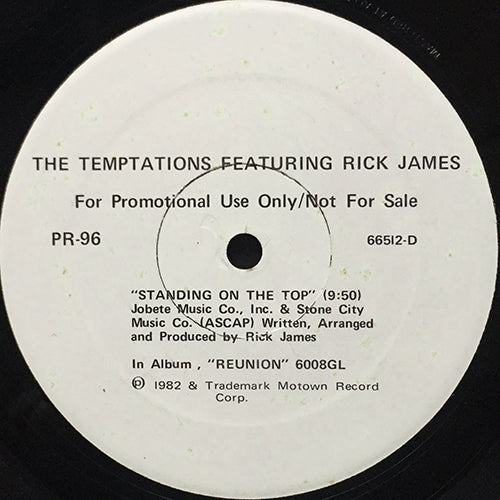 THE TEMPTATIONS FEATURING RICK JAMES
For Promotional Use Only/Not For Sale
PR-96
66512-D
"STANDING ON THE TOP" (9:50)
Jobete Music Co., Inc. & Stone City
Music Co. (ASCAP) Written, Arranged
and Produced by Rick James
In Album , "REUNION" 6008GL
℗ 1982 & Trademark Motown Record
Corp.